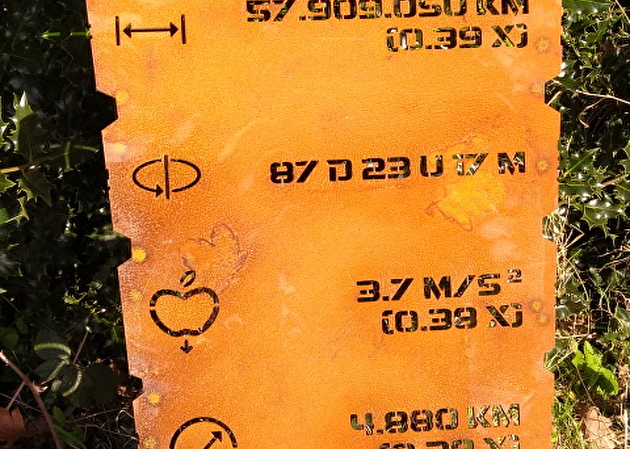 57.909.050 KM
(0.39 X)
87 D 23 U 17 M
3.7 M/S²
(0.38 X)
4.880 KM